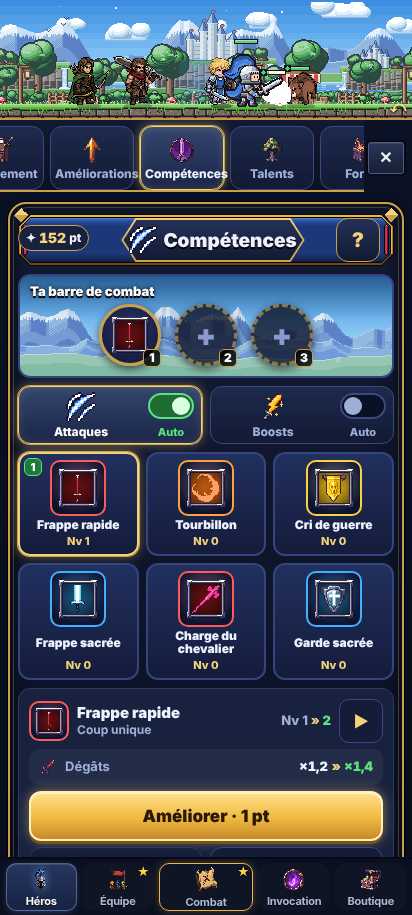 ement
Améliorations
Compétences
Talents
For
×
152 pt
Compétences
?
Ta barre de combat
1
+ 2
+ 3
Attaques
Auto
Boosts
Auto
1
Frappe rapide
Nv 1
Tourbillon
Nv 0
Cri de guerre
Nv 0
Frappe sacrée
Nv 0
Charge du
chevalier
Nv 0
Garde sacrée
Nv 0
Frappe rapide
Coup unique
Nv 1 » 2
Dégâts
×1,2 » ×1,4
Améliorer · 1 pt
Héros
Équipe
Combat
Invocation
Boutique